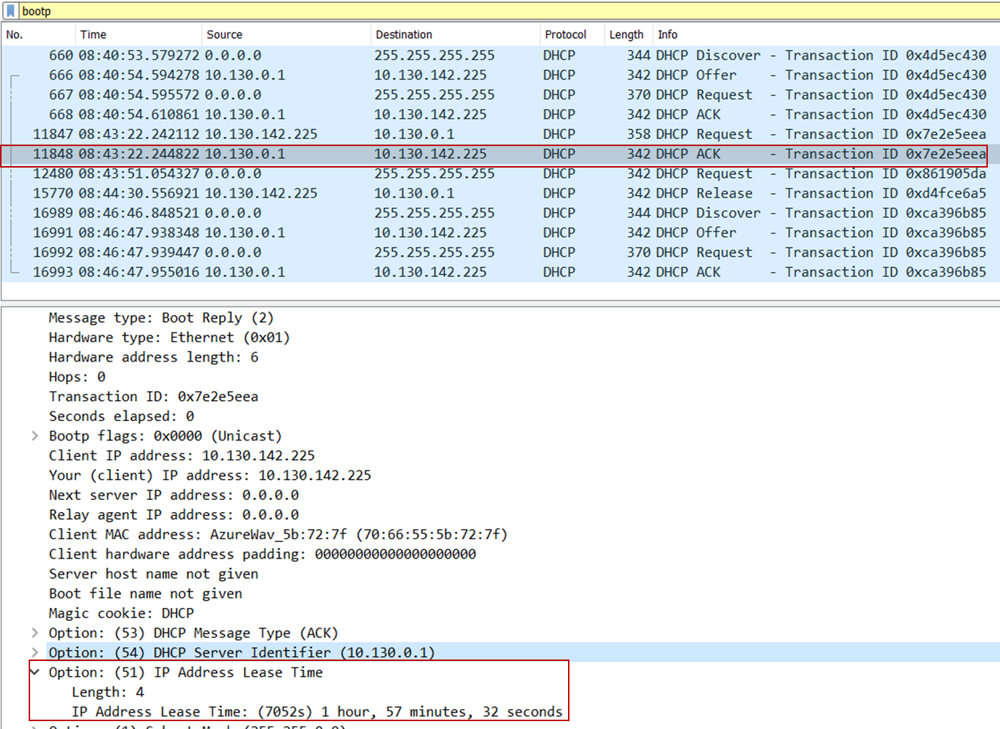 bootp
No. Time Source Destination Protocol Length Info
660 08:40:53.579272 0.0.0.0 255.255.255.255 DHCP 344 DHCP Discover - Transaction ID 0x4d5ec430
666 08:40:54.594278 10.130.0.1 10.130.142.225 DHCP 342 DHCP Offer - Transaction ID 0x4d5ec430
667 08:40:54.595572 0.0.0.0 255.255.255.255 DHCP 370 DHCP Request - Transaction ID 0x4d5ec430
668 08:40:54.610861 10.130.0.1 10.130.142.225 DHCP 342 DHCP ACK - Transaction ID 0x4d5ec430
11847 08:43:22.242112 10.130.142.225 10.130.0.1 DHCP 358 DHCP Request - Transaction ID 0x7e2e5eea
11848 08:43:22.244822 10.130.0.1 10.130.142.225 DHCP 342 DHCP ACK - Transaction ID 0x7e2e5eea
12480 08:43:51.054327 0.0.0.0 255.255.255.255 DHCP 342 DHCP Request - Transaction ID 0x861905da
15770 08:44:30.556921 10.130.142.225 10.130.0.1 DHCP 342 DHCP Release - Transaction ID 0xd4fce6a5
16989 08:46:46.848521 0.0.0.0 255.255.255.255 DHCP 344 DHCP Discover - Transaction ID 0xca396b85
16991 08:46:47.938348 10.130.0.1 10.130.142.225 DHCP 342 DHCP Offer - Transaction ID 0xca396b85
16992 08:46:47.939447 0.0.0.0 255.255.255.255 DHCP 370 DHCP Request - Transaction ID 0xca396b85
16993 08:46:47.955016 10.130.0.1 10.130.142.225 DHCP 342 DHCP ACK - Transaction ID 0xca396b85
Message type: Boot Reply (2)
Hardware type: Ethernet (0x01)
Hardware address length: 6
Hops: 0
Transaction ID: 0x7e2e5eea
Seconds elapsed: 0
Bootp flags: 0x0000 (Unicast)
Client IP address: 10.130.142.225
Your (client) IP address: 10.130.142.225
Next server IP address: 0.0.0.0
Relay agent IP address: 0.0.0.0
Client MAC address: AzureWav_5b:72:7f (70:66:55:5b:72:7f)
Client hardware address padding: 00000000000000000000
Server host name not given
Boot file name not given
Magic cookie: DHCP
Option: (53) DHCP Message Type (ACK)
Option: (54) DHCP Server Identifier (10.130.0.1)
Option: (51) IP Address Lease Time
Length: 4
IP Address Lease Time: (7052s) 1 hour, 57 minutes, 32 seconds